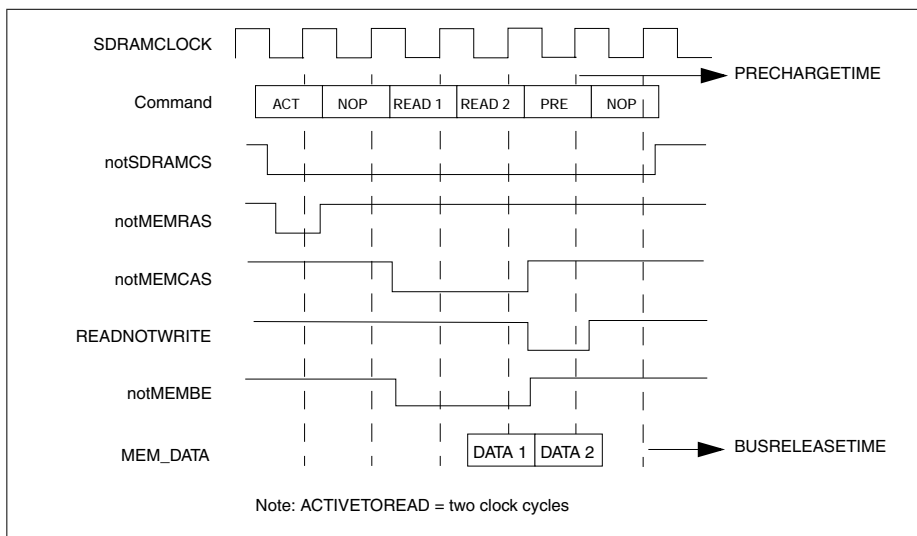 SDRAMCLOCK
PRECHARGETIME
Command
ACT NOP READ 1 READ 2 PRE NOP
notSDRAMCS
notMEMRAS
notMEMCAS
READNOTWRITE
notMEMBE
MEM_DATA
DATA 1 DATA 2
BUSRELEASETIME
Note: ACTIVETOREAD = two clock cycles